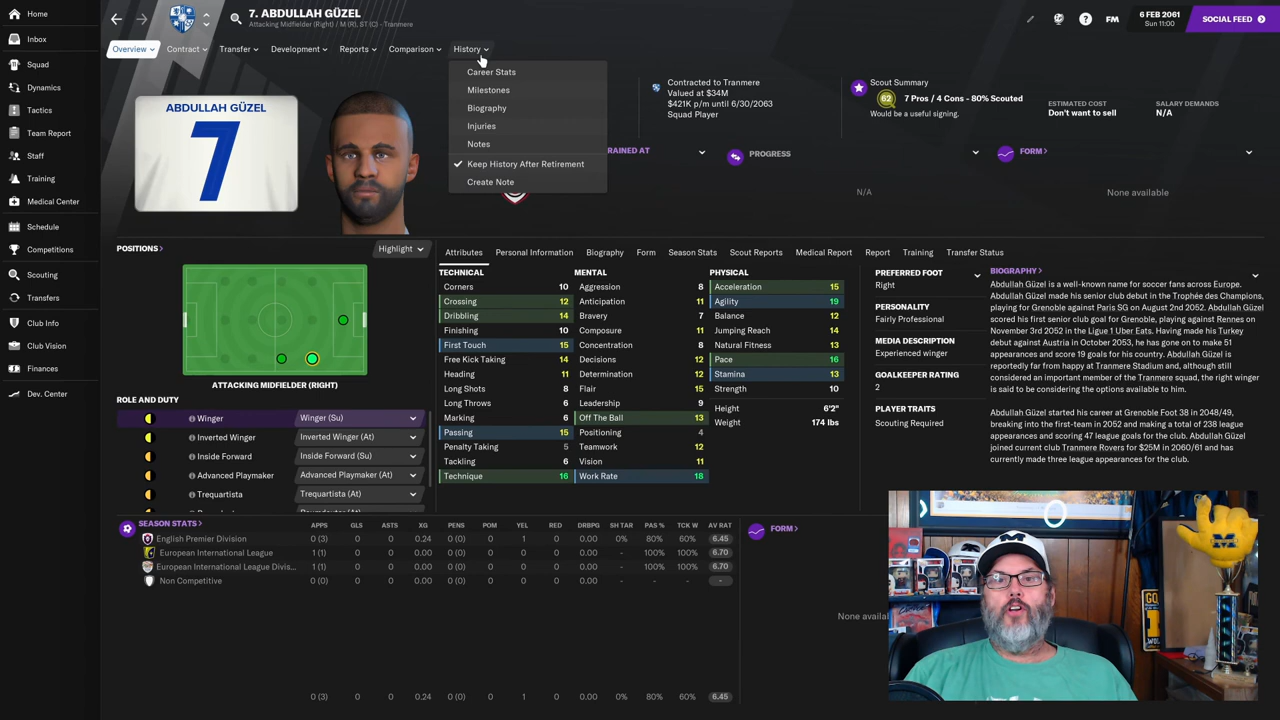 Home
Inbox
Squad
Dynamics
Tactics
Team Report
Staff
Training
Medical Center
Schedule
Competitions
Scouting
Transfers
Club Info
Club Vision
Finances
Dev. Center
7. ABDULLAH GÜZEL
Attacking Midfielder (Right) / M (R), ST (C) - Tranmere
? FM
6 FEB 2061
Sun 11:00
SOCIAL FEED
Overview Contract Transfer Development Reports Comparison History
Career Stats
Milestones
Biography
Injuries
Notes
Keep History After Retirement
Create Note
ABDULLAH GÜZEL
7
Contracted to Tranmere
Valued at $34M
$421K p/m until 6/30/2063
Squad Player
Scout Summary
62 7 Pros / 4 Cons - 80% Scouted
Would be a useful signing.
ESTIMATED COST
Don't want to sell
SALARY DEMANDS
N/A
RAINED AT
PROGRESS
N/A
FORM
None available
POSITIONS
Highlight
ATTACKING MIDFIELDER (RIGHT)
ROLE AND DUTY
Winger Winger (Su)
Inverted Winger Inverted Winger (At)
Inside Forward Inside Forward (Su)
Advanced Playmaker Advanced Playmaker (At)
Trequartista Trequartista (At)
Attributes Personal Information Biography Form Season Stats Scout Reports Medical Report Report Training Transfer Status
TECHNICAL
Corners 10
Crossing 12
Dribbling 14
Finishing 10
First Touch 15
Free Kick Taking 14
Heading 11
Long Shots 8
Long Throws 6
Marking 6
Passing 15
Penalty Taking 5
Tackling 6
Technique 16
MENTAL
Aggression 8
Anticipation 11
Bravery 7
Composure 11
Concentration 8
Decisions 12
Determination 12
Flair 15
Leadership 9
Off The Ball 13
Positioning 4
Teamwork 12
Vision 11
Work Rate 18
PHYSICAL
Acceleration 15
Agility 19
Balance 12
Jumping Reach 14
Natural Fitness 13
Pace 16
Stamina 13
Strength 10
Height 6'2"
Weight 174 lbs
PREFERRED FOOT
Right
PERSONALITY
Fairly Professional
MEDIA DESCRIPTION
Experienced winger
GOALKEEPER RATING
2
PLAYER TRAITS
Scouting Required
BIOGRAPHY
Abdullah Güzel is a well-known name for soccer fans across Europe.
Abdullah Güzel made his senior club debut in the Trophée des Champions,
playing for Grenoble against Paris SG on August 2nd 2052. Abdullah Güzel
scored his first senior club goal for Grenoble, playing against Rennes on
November 3rd 2052 in the Ligue 1 Uber Eats. Having made his Turkey
debut against Austria in October 2053, he has gone on to make 51
appearances and score 19 goals for his country. Abdullah Güzel is
reportedly far from happy at Tranmere Stadium and, although still
considered an important member of the Tranmere squad, the right winger
is said to be considering the options available to him.
Abdullah Güzel started his career at Grenoble Foot 38 in 2048/49,
breaking into the first-team in 2052 and making a total of 238 league
appearances and scoring 47 league goals for the club. Abdullah Güzel
joined current club Tranmere Rovers for $25M in 2060/61 and has
currently made three league appearances for the club.
SEASON STATS APPS GLS ASTS XG PENS POM YEL RED DRBPG SH TAR PAS % TCK W AV RAT
English Premier Division 0 (3) 0 0 0.24 0 (0) 0 1 0 0.00 0% 80% 60% 6.45
European International League 1 (1) 0 0 0.00 0 (0) 0 0 0 0.00 - 100% 100% 6.70
European International League Divis... 1 (1) 0 0 0.00 0 (0) 0 0 0 0.00 - 100% 100% 6.70
Non Competitive 0 (0) 0 0 0.00 0 (0) 0 0 0 0.00 - - - -
0 (3) 0 0 0.24 0 (0) 0 1 0 0.00 0% 80% 60% 6.45
FORM
None availa
M
M
GO